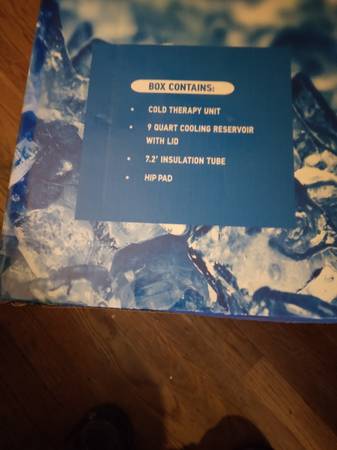 BOX CONTAINS:
• COLD THERAPY UNIT
• 9 QUART COOLING RESERVOIR
WITH LID
• 7.2' INSULATION TUBE
• HIP PAD